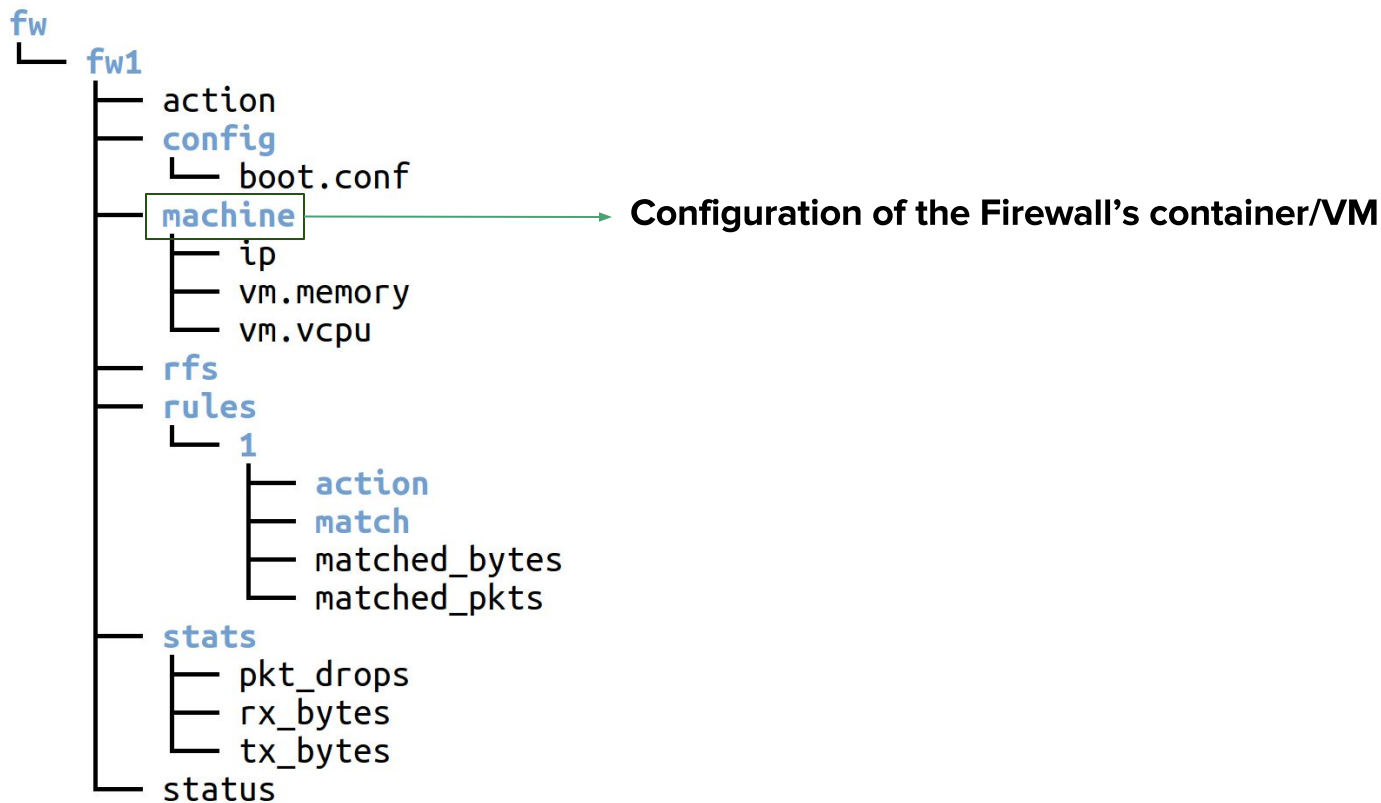 fw
fw1
action
config
boot.conf
machine
Configuration of the Firewall's container/VM
ip
vm.memory
vm.vcpu
rfs
rules
1
action
match
matched_bytes
matched_pkts
stats
pkt_drops
rx_bytes
tx_bytes
status